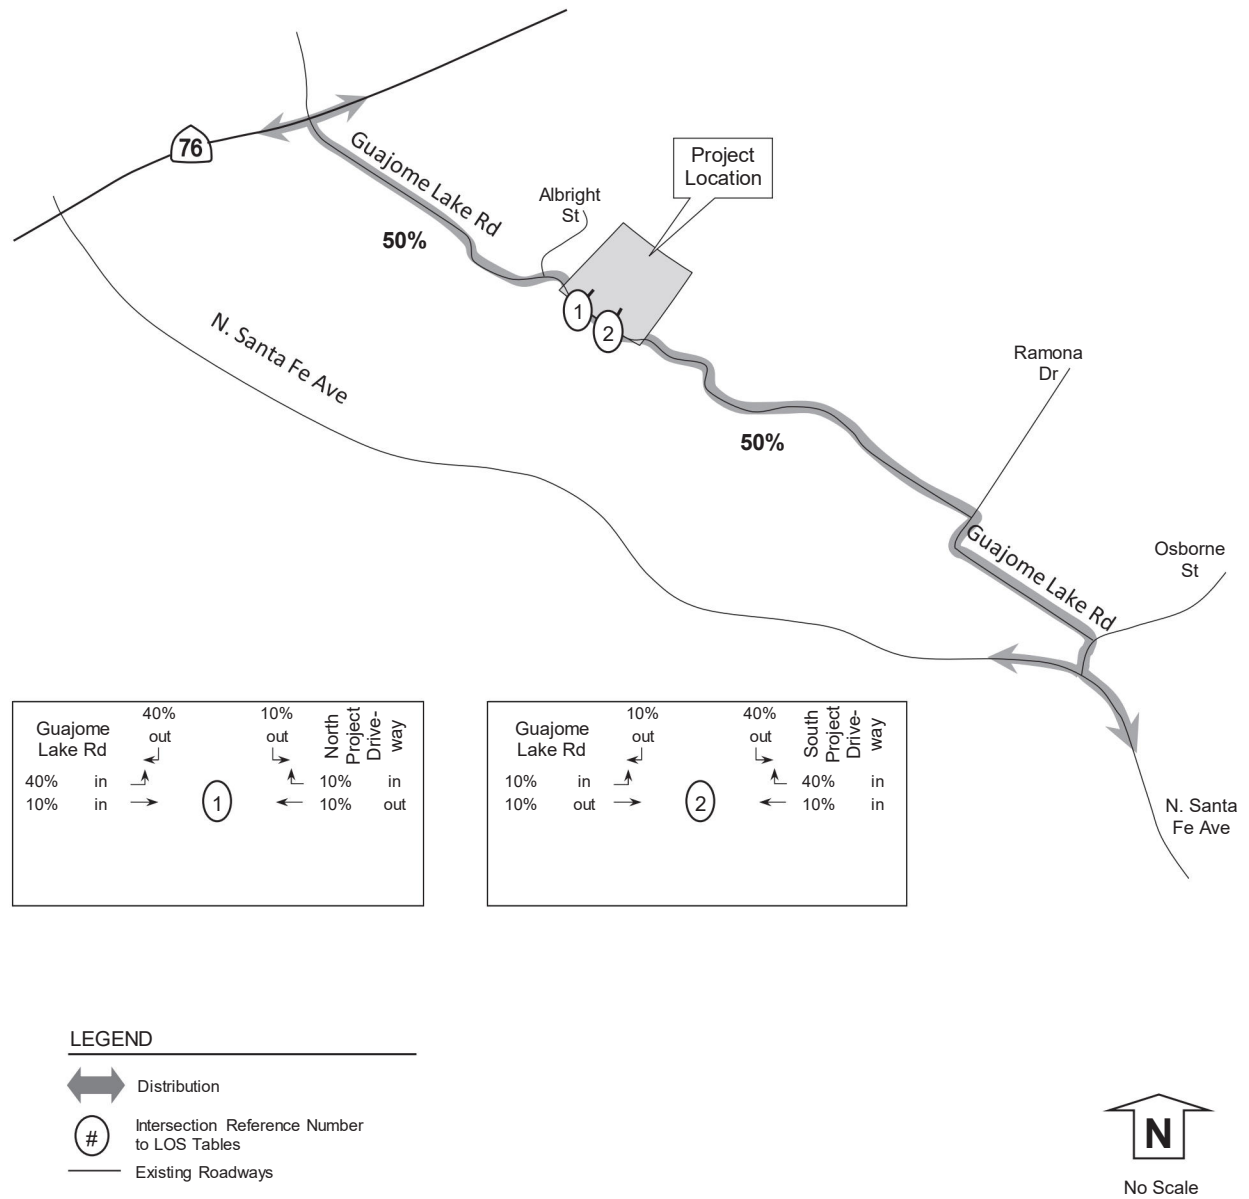 76
Guajome Lake Rd
50%
Albright
St
Project
Location
1
2
N. Santa Fe Ave
50%
Ramona
Dr
Guajome Lake Rd
Osborne
St
N. Santa
Fe Ave
Guajome
Lake Rd
40%
out
10%
out
North
Project
Drive-
way
40% in
10% in
1
10% in
10% out
Guajome
Lake Rd
10%
out
40%
out
South
Project
Drive-
way
10% in
10% out
2
40% in
10% in
LEGEND
Distribution
#
Intersection Reference Number
to LOS Tables
Existing Roadways
N
No Scale